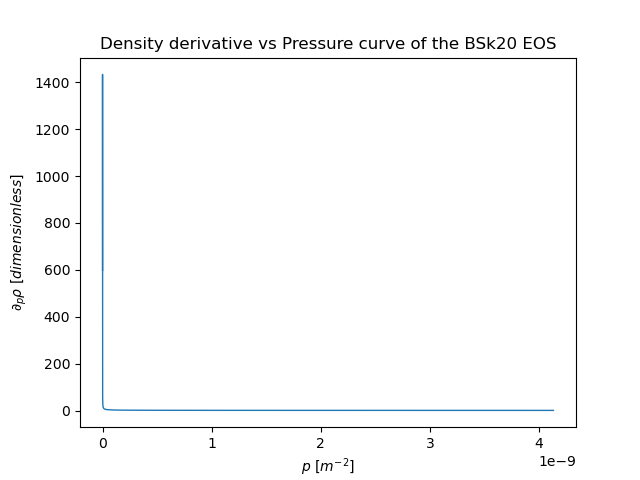 Density derivative vs Pressure curve of the BSk20 EOS
1400
1200
1000
800
600
400
200
0
∂ₚρ [dimensionless]
0 1 2 3 4
1e−9
p [m⁻²]